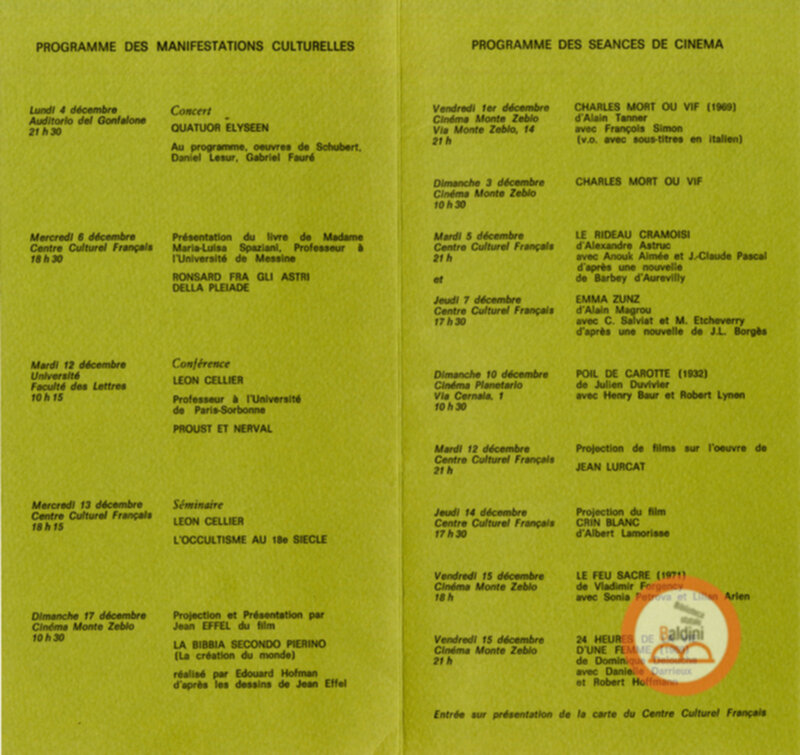 PROGRAMME DES MANIFESTATIONS CULTURELLES
Lundi 4 décembre
Auditorio del Gonfalone
21 h 30
Concert
QUATUOR ELYSEEN
Au programme, oeuvres de Schubert,
Daniel Lesur, Gabriel Fauré
Mercredi 6 décembre
Centre Culturel Français
18 h 30
Présentation du livre de Madame
Maria-Luisa Spaziani, Professeur à
l'Université de Messine
RONSARD FRA GLI ASTRI
DELLA PLEIADE
Mardi 12 décembre
Université
Faculté des Lettres
10 h 15
Conférence
LEON CELLIER
Professeur à l'Université
de Paris-Sorbonne
PROUST ET NERVAL
Mercredi 13 décembre
Centre Culturel Français
18 h 15
Séminaire
LEON CELLIER
L'OCCULTISME AU 18e SIECLE
Dimanche 17 décembre
Cinéma Monte Zebio
10 h 30
Projection et Présentation par
Jean EFFEL du film
LA BIBBIA SECONDO PIERINO
(La création du monde)
réalisé par Edouard Hofman
d'après les dessins de Jean Effel
PROGRAMME DES SEANCES DE CINEMA
Vendredi 1er décembre
Cinéma Monte Zebio
Via Monte Zebio, 14
21 h
CHARLES MORT OU VIF (1969)
d'Alain Tanner
avec François Simon
(v.o. avec sous-titres en italien)
Dimanche 3 décembre
Cinéma Monte Zebio
10 h 30
CHARLES MORT OU VIF
Mardi 5 décembre
Centre Culturel Français
21 h
et
LE RIDEAU CRAMOISI
d'Alexandre Astruc
avec Anouk Aimée et J.-Claude Pascal
d'après une nouvelle
de Barbey d'Aurevilly
Jeudi 7 décembre
Centre Culturel Français
17 h 30
EMMA ZUNZ
d'Alain Magrou
avec C. Salviat et M. Etcheverry
d'après une nouvelle de J.L. Borgès
Dimanche 10 décembre
Cinéma Planetario
Via Cernaia, 1
10 h 30
POIL DE CAROTTE (1932)
de Julien Duvivier
avec Henry Baur et Robert Lynen
Mardi 12 décembre
Centre Culturel Français
21 h
Projection de films sur l'oeuvre de
JEAN LURCAT
Jeudi 14 décembre
Centre Culturel Français
17 h 30
Projection du film
CRIN BLANC
d'Albert Lamorisse
Vendredi 15 décembre
Cinéma Monte Zebio
18 h
LE FEU SACRE (1971)
de Vladimir Forgency
avec Sonia Petrova et Lilian Arlen
Vendredi 15 décembre
Cinéma Monte Zebio
21 h
24 HEURES DE
D'UNE FEMME
de Dominique Delouche
avec Danielle Darrieux
et Robert Hoffmann
Entrée sur présentation de la carte du Centre Culturel Français
Baldini